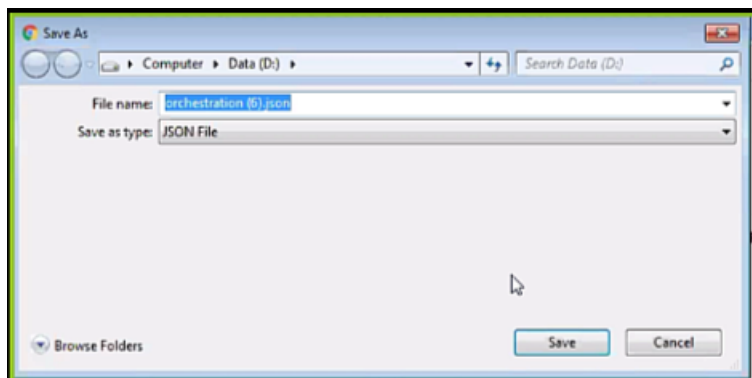 Save As
Computer Data (D:) Search Data (D:)
File name: orchestration (6).json
Save as type: JSON File
Browse Folders Save Cancel